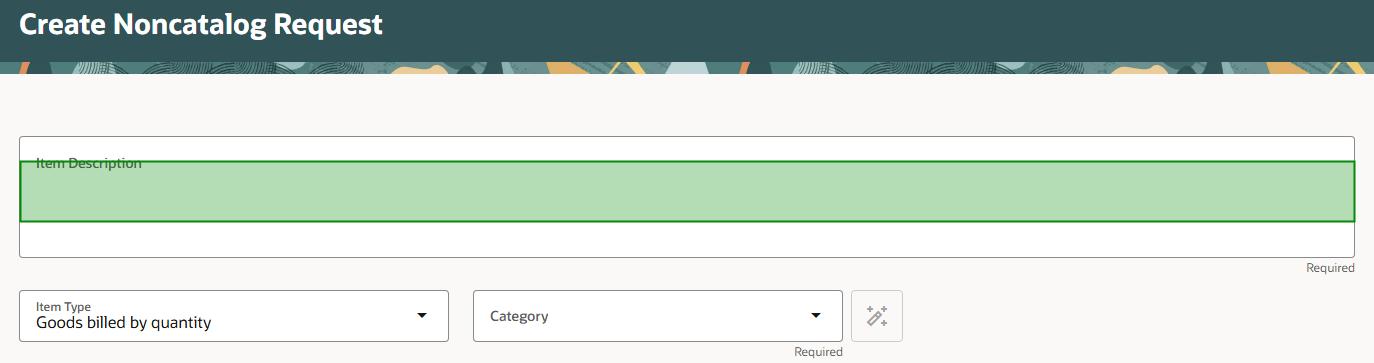 Create Noncatalog Request
Item Description
Required
Item Type
Goods billed by quantity
Category
Required